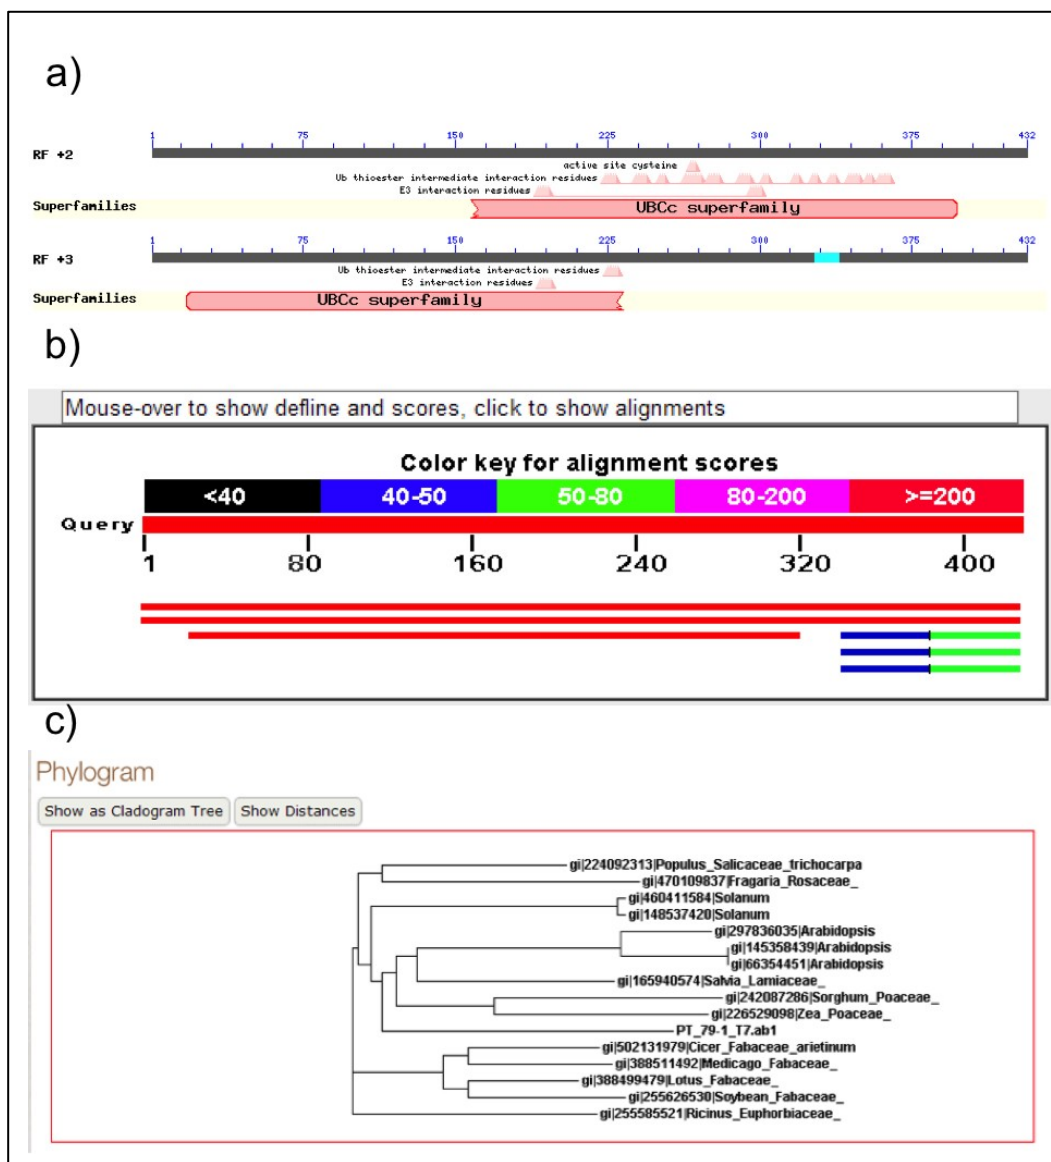 a)
1 75 150 225 300 375 432
RF +2
active site cysteine
Ub thioester intermediate interaction residues
E3 interaction residues
Superfamilies UBCc superfamily
1 75 150 225 300 375 432
RF +3
Ub thioester intermediate interaction residues
E3 interaction residues
Superfamilies UBCc superfamily
b)
Mouse-over to show defline and scores, click to show alignments
Color key for alignment scores
<40 40-50 50-80 80-200 >=200
Query
1 80 160 240 320 400
c)
Phylogram
Show as Cladogram Tree Show Distances
gi|224092313|Populus_Salicaceae_trichocarpa
gi|470109837|Fragaria_Rosaceae_
gi|460411584|Solanum
gi|148537420|Solanum
gi|297836035|Arabidopsis
gi|145358439|Arabidopsis
gi|66354451|Arabidopsis
gi|165940574|Salvia_Lamiaceae_
gi|242087286|Sorghum_Poaceae_
gi|226529098|Zea_Poaceae_
PT_79-1_T7.ab1
gi|502131979|Cicer_Fabaceae_arietinum
gi|388511492|Medicago_Fabaceae_
gi|388499479|Lotus_Fabaceae_
gi|255626530|Soybean_Fabaceae_
gi|255585521|Ricinus_Euphorbiaceae_